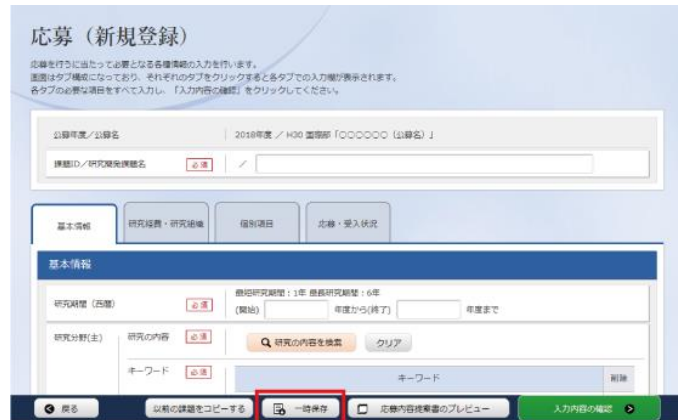 応募（新規登録）
応募を行うに当たって必要となる各種情報の入力を行います。
画面はタブ構成になっており、それぞれのタブをクリックすると各タブでの入力欄が表示されます。
各タブの必要な項目をすべて入力し、「入力内容の確認」をクリックしてください。
公募年度／公募名 2018年度 ／ H30 国際部「〇〇〇〇〇〇（公募名）」
課題ID／研究開発課題名 必須 ／
基本情報 研究経費・研究組織 個別項目 応募・受入状況
基本情報
最短研究期間：1年 最長研究期間：6年
研究期間（西暦） 必須 (開始) 年度から(終了) 年度まで
研究分野(主) 研究の内容 必須 研究の内容を検索 クリア
キーワード 必須 キーワード 削除
戻る 以前の課題をコピーする 一時保存 応募内容提案書のプレビュー 入力内容の確認